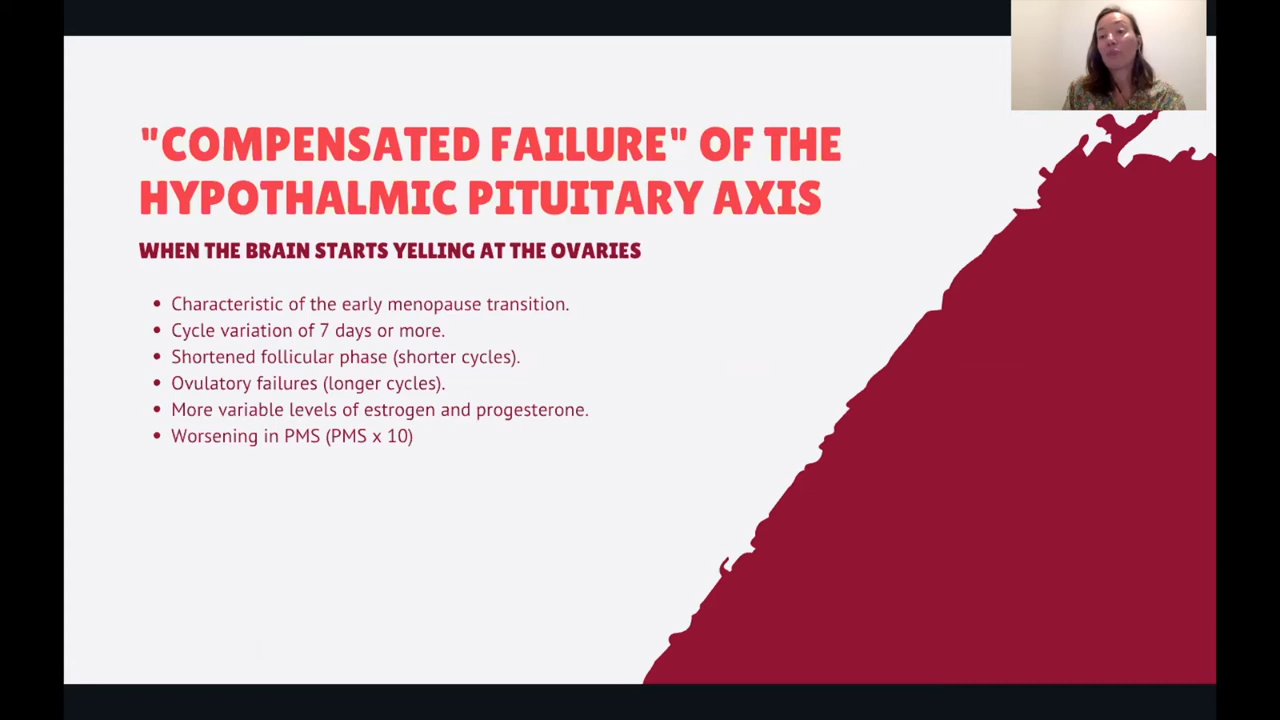 "COMPENSATED FAILURE" OF THE
HYPOTHALMIC PITUITARY AXIS
WHEN THE BRAIN STARTS YELLING AT THE OVARIES
• Characteristic of the early menopause transition.
• Cycle variation of 7 days or more.
• Shortened follicular phase (shorter cycles).
• Ovulatory failures (longer cycles).
• More variable levels of estrogen and progesterone.
• Worsening in PMS (PMS x 10)